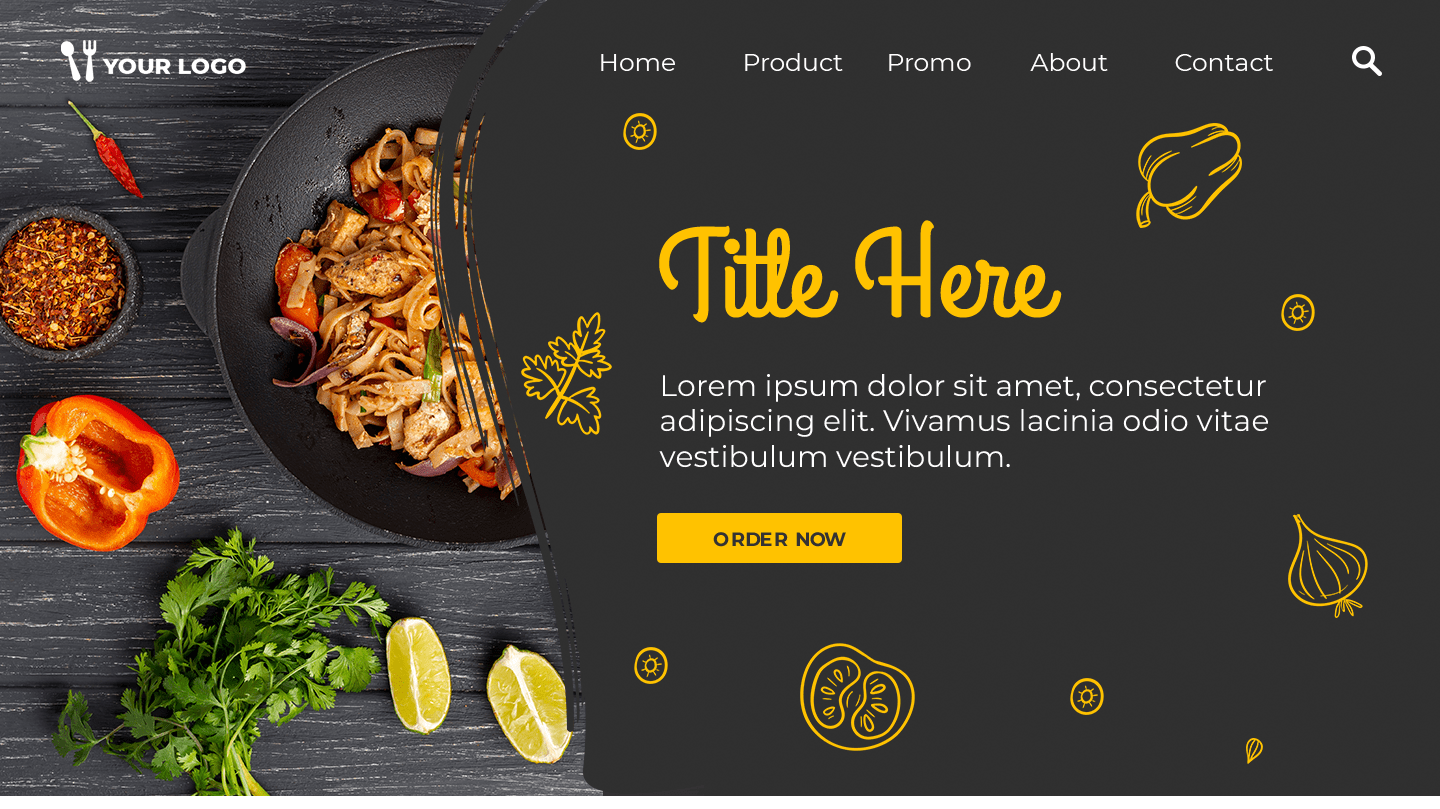 YOUR LOGO
Home Product Promo About Contact
Title Here
Lorem ipsum dolor sit amet, consectetur
adipiscing elit. Vivamus lacinia odio vitae
vestibulum vestibulum.
ORDER NOW